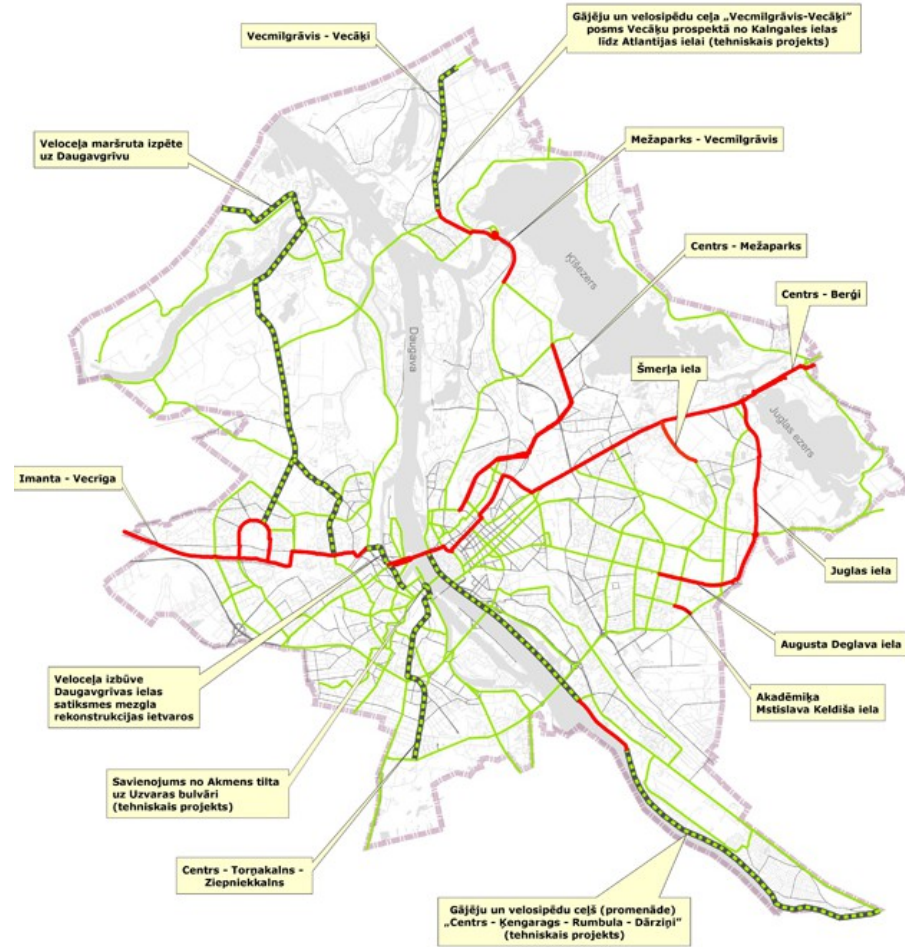 Vecmīlgrāvis - Vecāķi
Gājēju un velosipēdu ceļa „Vecmīlgrāvis-Vecāķi”
posms Vecāķu prospektā no Kalngales ielas
līdz Atlantijas ielai (tehniskais projekts)
Veloceļa maršruta izpēte
uz Daugavgrīvu
Mežaparks - Vecmīlgrāvis
Centrs - Mežaparks
Ķīšezers
Centrs - Berģi
Daugava
Šmerļa iela
Juglas ezers
Imanta - Vecrīga
Juglas iela
Augusta Deglava iela
Veloceļa izbūve
Daugavgrīvas ielas
satiksmes mezgla
rekonstrukcijas ietvaros
Akadēmiķa
Mstislava Keldiša iela
Savienojums no Akmens tilta
uz Uzvaras bulvāri
(tehniskais projekts)
Centrs - Torņakalns -
Ziepniekkalns
Gājēju un velosipēdu ceļš (promenāde)
„Centrs - Ķengarags - Rumbula - Dārziņi”
(tehniskais projekts)